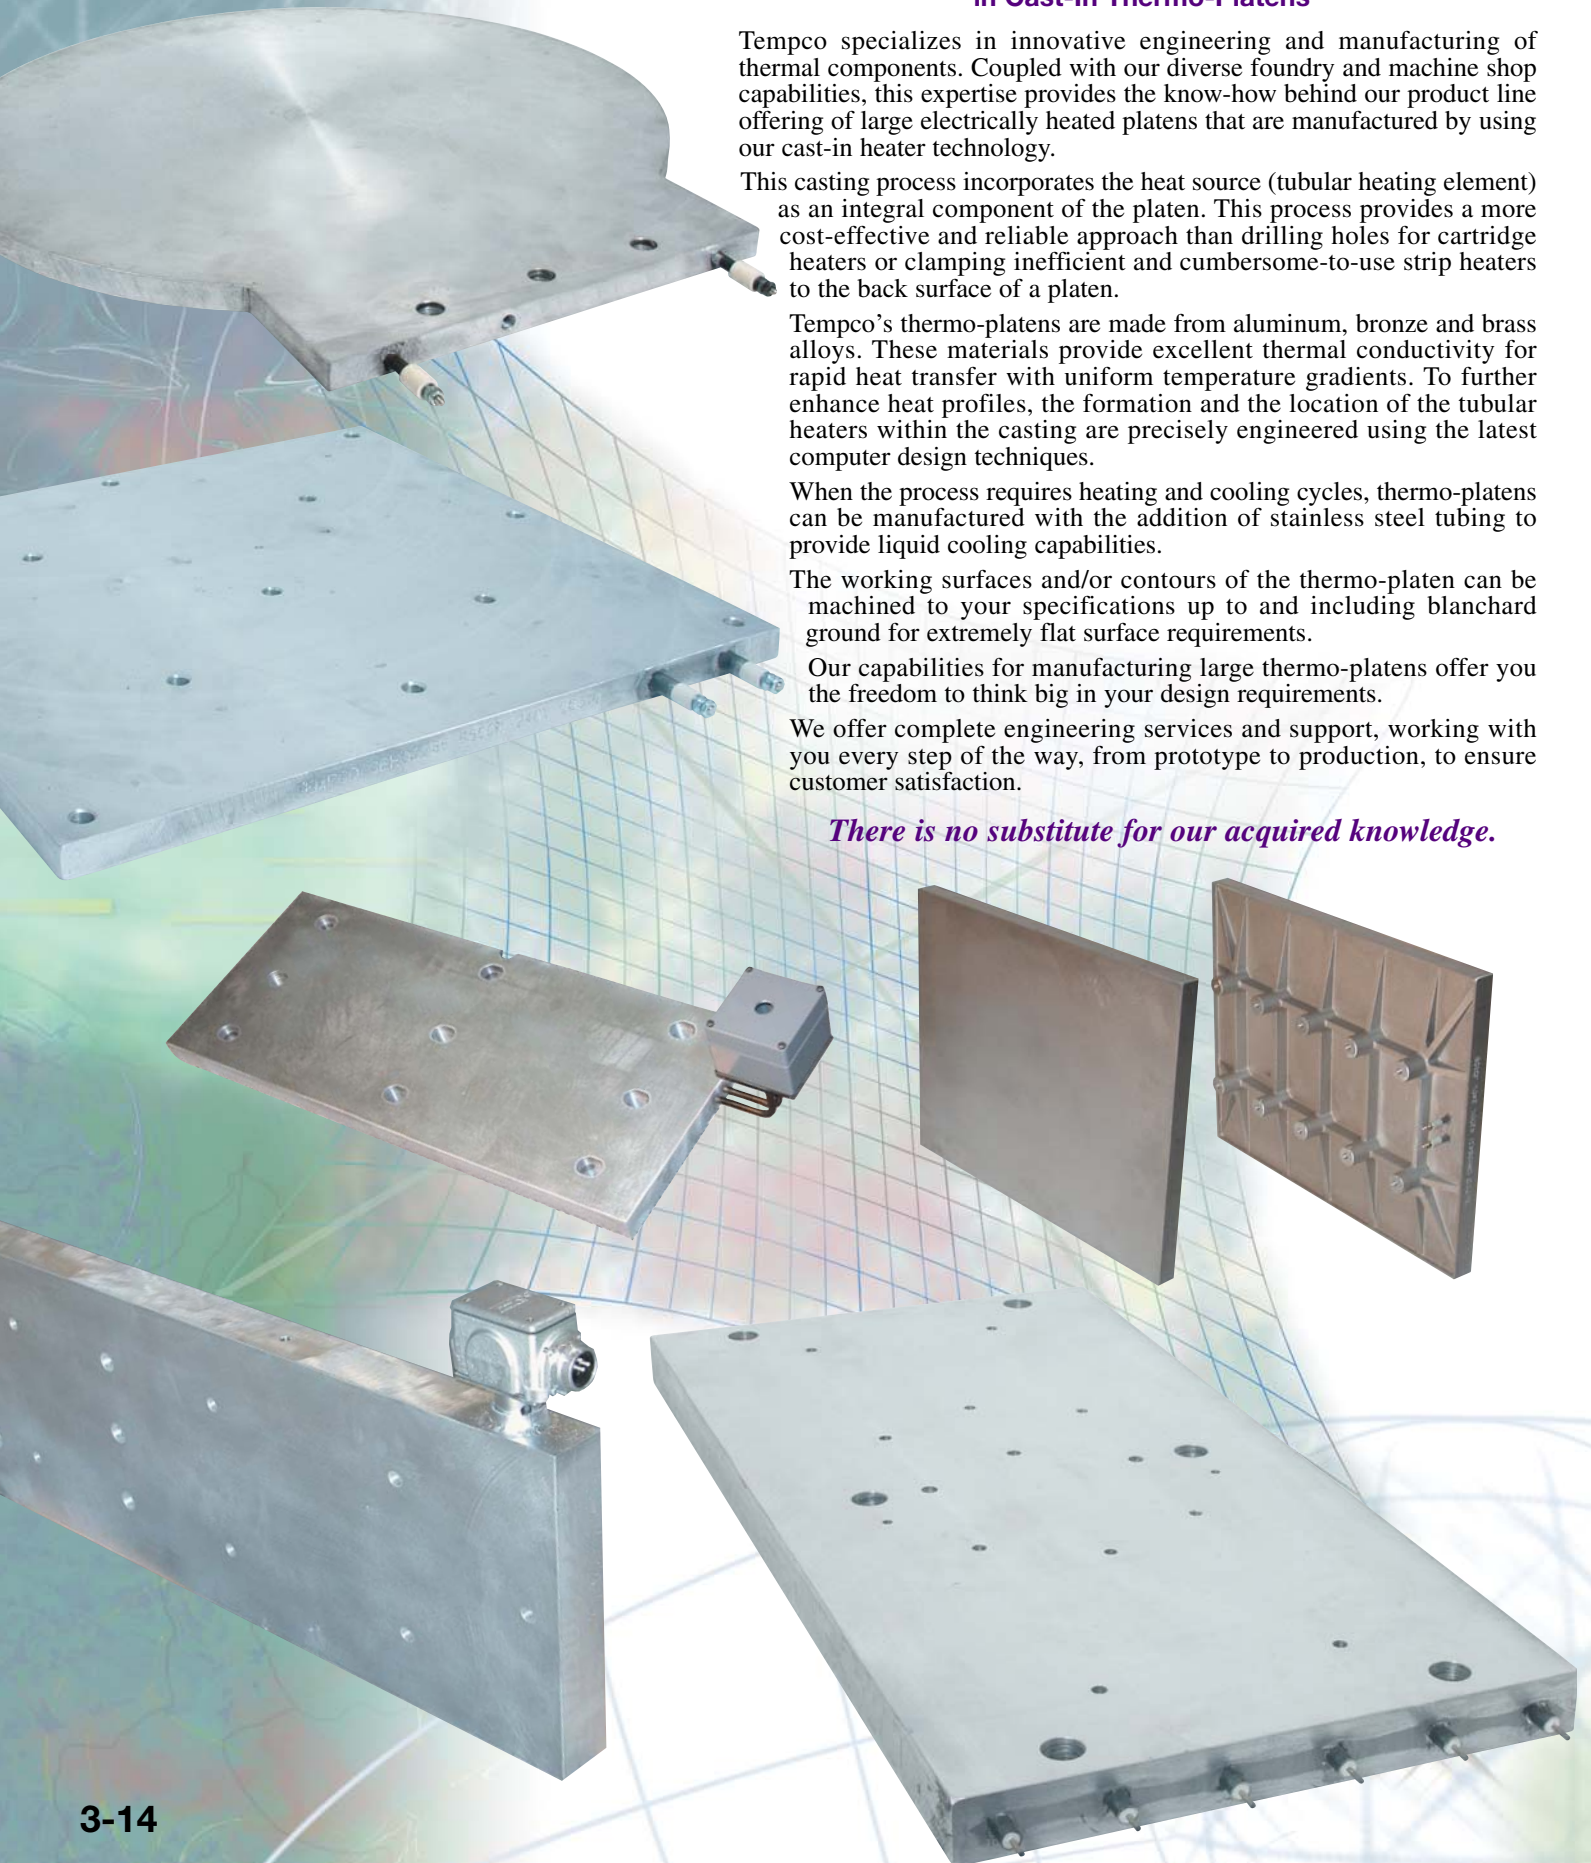 in Cast-In Thermo-Platens
Tempco specializes in innovative engineering and manufacturing of
thermal components. Coupled with our diverse foundry and machine shop
capabilities, this expertise provides the know-how behind our product line
offering of large electrically heated platens that are manufactured by using
our cast-in heater technology.
This casting process incorporates the heat source (tubular heating element)
as an integral component of the platen. This process provides a more
cost-effective and reliable approach than drilling holes for cartridge
heaters or clamping inefficient and cumbersome-to-use strip heaters
to the back surface of a platen.
Tempco’s thermo-platens are made from aluminum, bronze and brass
alloys. These materials provide excellent thermal conductivity for
rapid heat transfer with uniform temperature gradients. To further
enhance heat profiles, the formation and the location of the tubular
heaters within the casting are precisely engineered using the latest
computer design techniques.
When the process requires heating and cooling cycles, thermo-platens
can be manufactured with the addition of stainless steel tubing to
provide liquid cooling capabilities.
The working surfaces and/or contours of the thermo-platen can be
machined to your specifications up to and including blanchard
ground for extremely flat surface requirements.
Our capabilities for manufacturing large thermo-platens offer you
the freedom to think big in your design requirements.
We offer complete engineering services and support, working with
you every step of the way, from prototype to production, to ensure
customer satisfaction.
There is no substitute for our acquired knowledge.
3-14